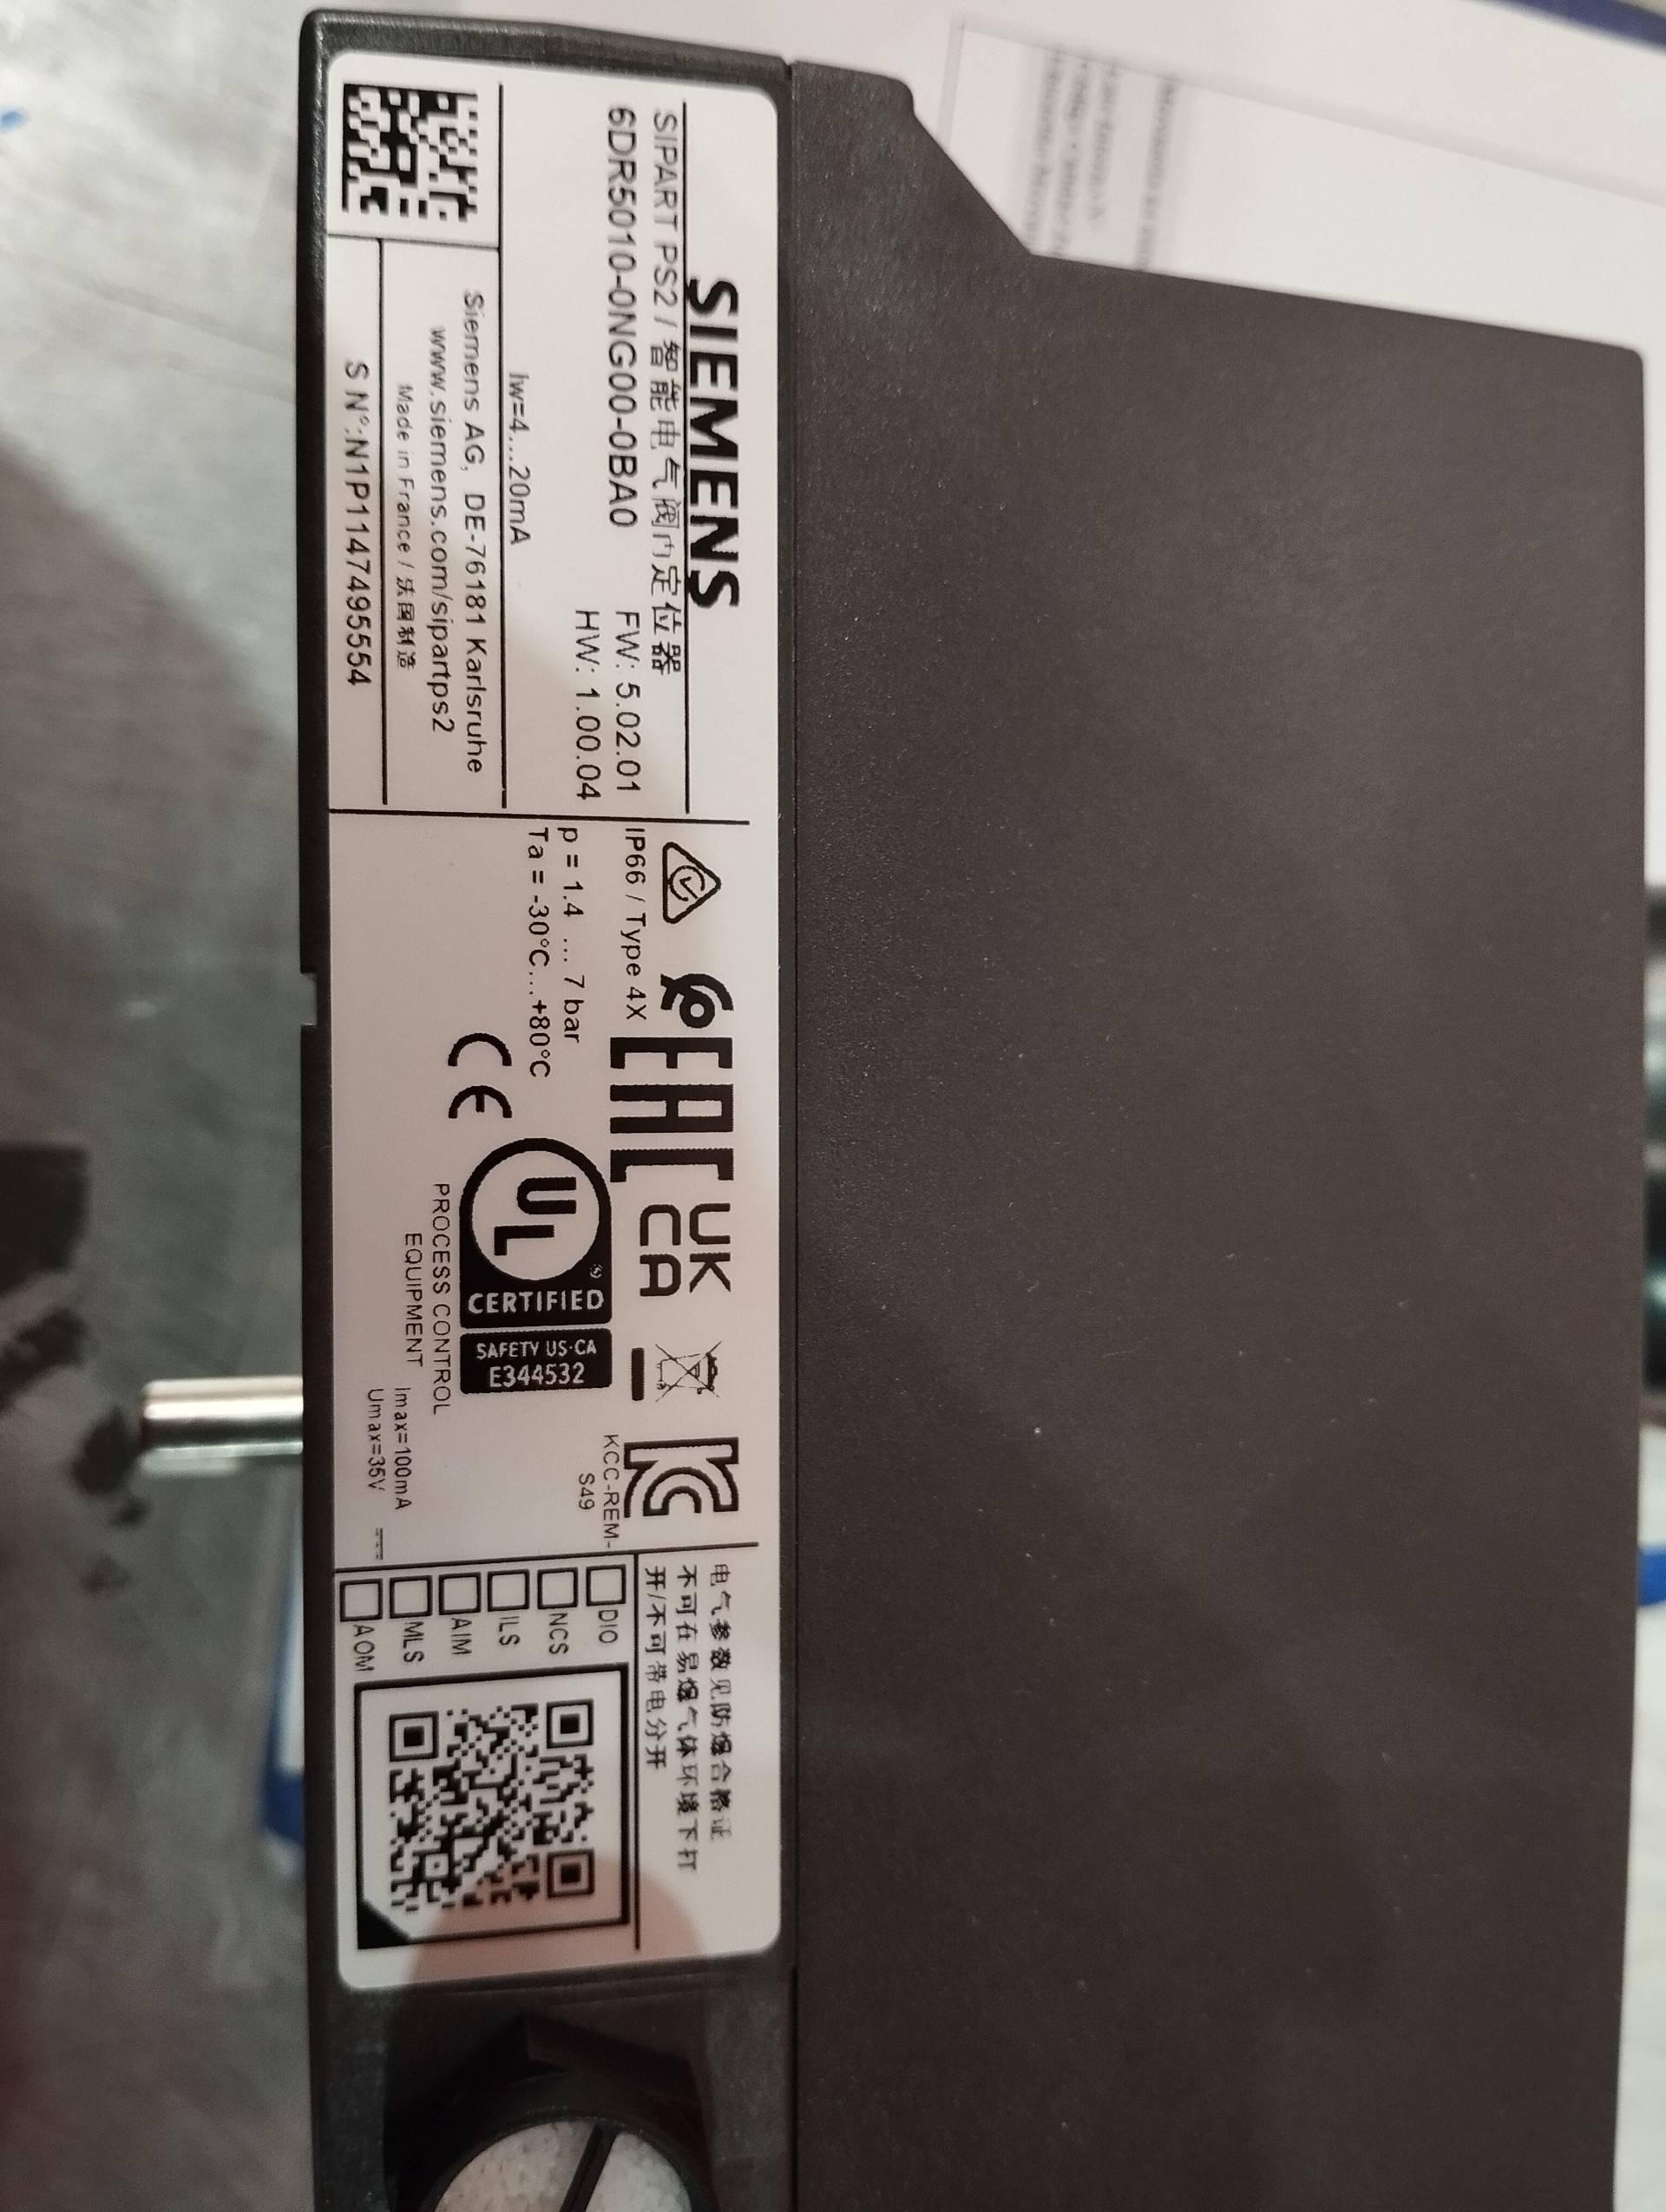 SIEMENS
SIPART PS2 / 智能电气阀门定位器
6DR5010-0NG00-0BA0
FW: 5.02.01
HW: 1.00.04
Iw=4...20mA
Siemens AG, DE-76181 Karlsruhe
www.siemens.com/sipartps2
Made in France / 法国制造
S N°:N1P1147495554
IP66 / Type 4X
p = 1.4 ... 7 bar
Ta = -30°C...+80°C
EAC
UK
CA
CE
UL
®
CERTIFIED
SAFETY US-CA
E344532
PROCESS CONTROL
EQUIPMENT
KCC-REM-
S49
Imax=100mA
Umax=35V
电气参数见防爆合格证
不可在易爆气体环境下打
开/不可带电分开
DIO
NCS
ILS
AIM
MLS
AOM